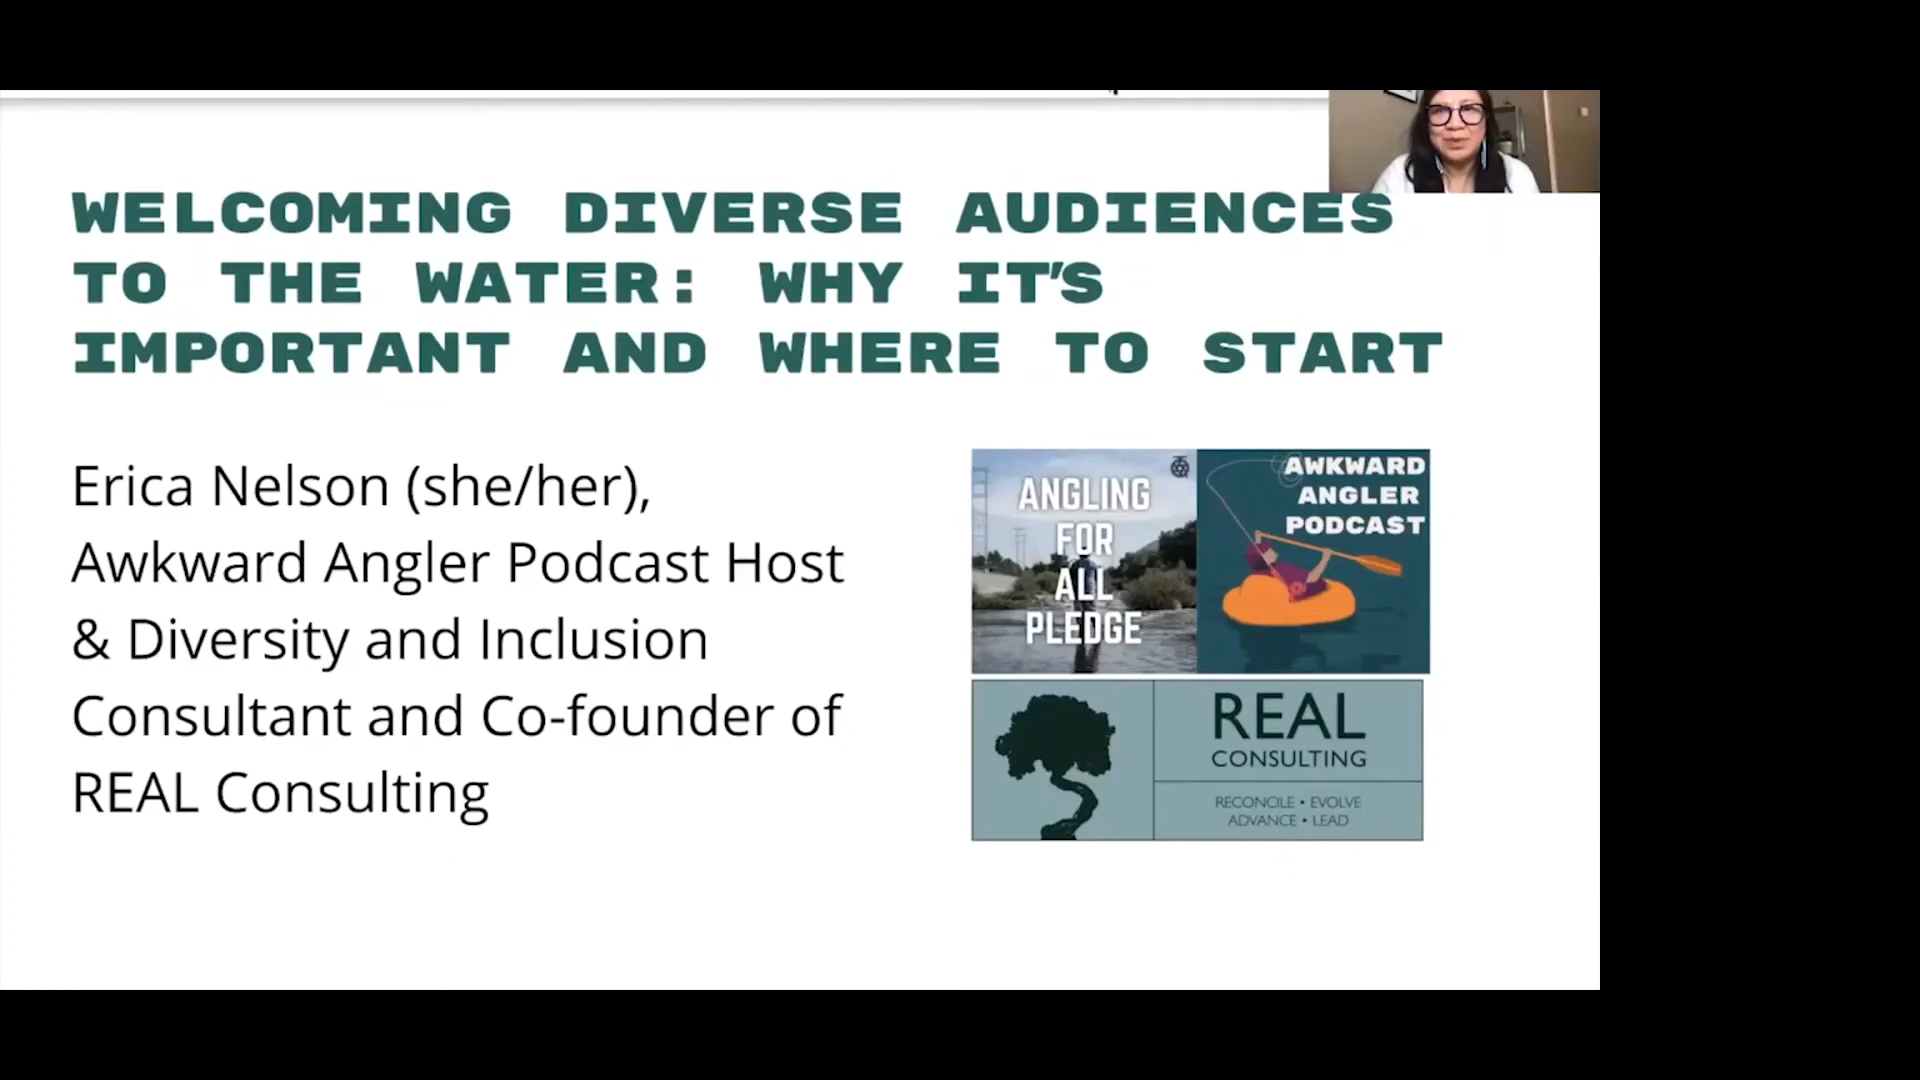 WELCOMING DIVERSE AUDIENCES
TO THE WATER: WHY IT'S
IMPORTANT AND WHERE TO START
Erica Nelson (she/her),
Awkward Angler Podcast Host
& Diversity and Inclusion
Consultant and Co-founder of
REAL Consulting
ANGLING
FOR
ALL
PLEDGE
AWKWARD
ANGLER
PODCAST
REAL
CONSULTING
RECONCILE • EVOLVE
ADVANCE • LEAD